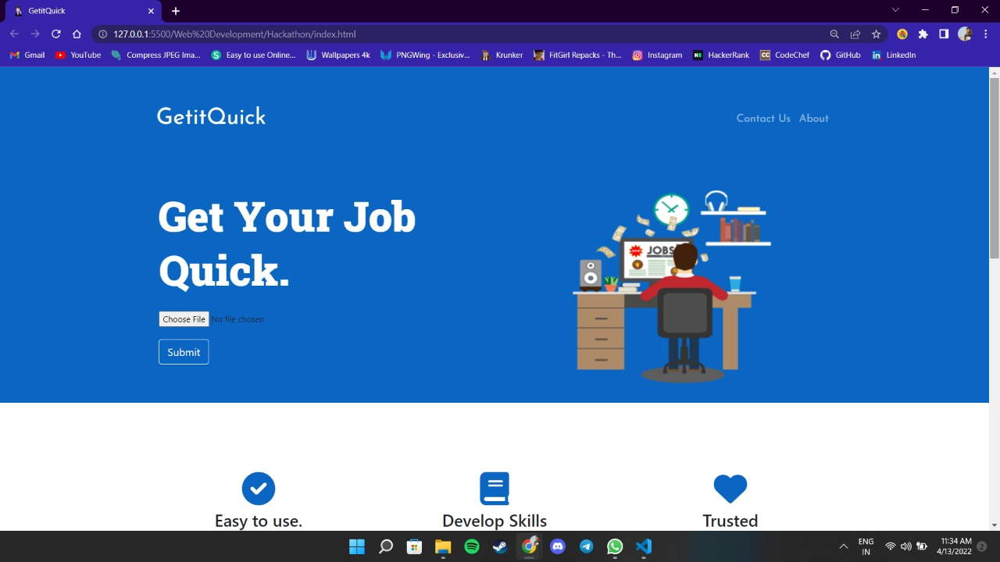 GetitQuick
127.0.0.1:5500/Web%20Development/Hackathon/index.html
Gmail YouTube Compress JPEG Ima... Easy to use Online... Wallpapers 4k PNGWing - Exclusiv... Krunker FitGirl Repacks - Th... Instagram HackerRank CodeChef GitHub LinkedIn
GetitQuick
Contact Us About
Get Your Job
Quick.
JOBS
Choose File No file chosen
Submit
Easy to use.
Develop Skills
Trusted
ENG
IN
11:34 AM
4/13/2022
2